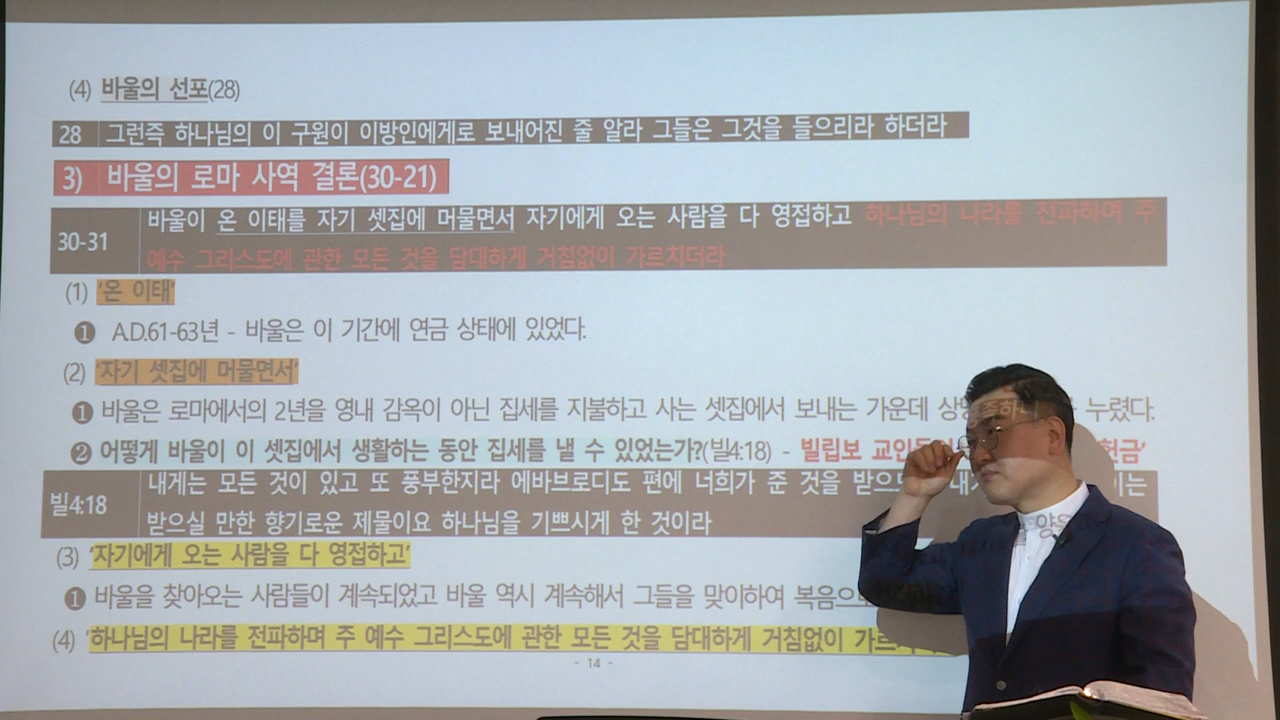 (4) 바울의 선포(28)
28 그런즉 하나님의 이 구원이 이방인에게로 보내어진 줄 알라 그들은 그것을 들으리라 하더라
3) 바울의 로마 사역 결론(30-21)
30-31 바울이 온 이태를 자기 셋집에 머물면서 자기에게 오는 사람을 다 영접하고 하나님의 나라를 전파하며 주
예수 그리스도에 관한 모든 것을 담대하게 거침없이 가르치더라
(1) '온 이태'
❶ A.D.61-63년 - 바울은 이 기간에 연금 상태에 있었다.
(2) '자기 셋집에 머물면서'
❶ 바울은 로마에서의 2년을 영내 감옥이 아닌 집세를 지불하고 사는 셋집에서 보내는 가운데 누렸다.
❷ 어떻게 바울이 이 셋집에서 생활하는 동안 집세를 낼 수 있었는가?(빌4:18) - 빌립보 헌금'
빌4:18 내게는 모든 것이 있고 또 풍부한지라 에바브로디도 편에 너희가 준 것을
받으실 만한 향기로운 제물이요 하나님을 기쁘시게 한 것이라
(3) '자기에게 오는 사람을 다 영접하고'
❶ 바울을 찾아오는 사람들이 계속되었고 바울 역시 계속해서 그들을 맞이하여
(4) '하나님의 나라를 전파하며 주 예수 그리스도에 관한 모든 것을 담대하게 거침없이
- 14 -